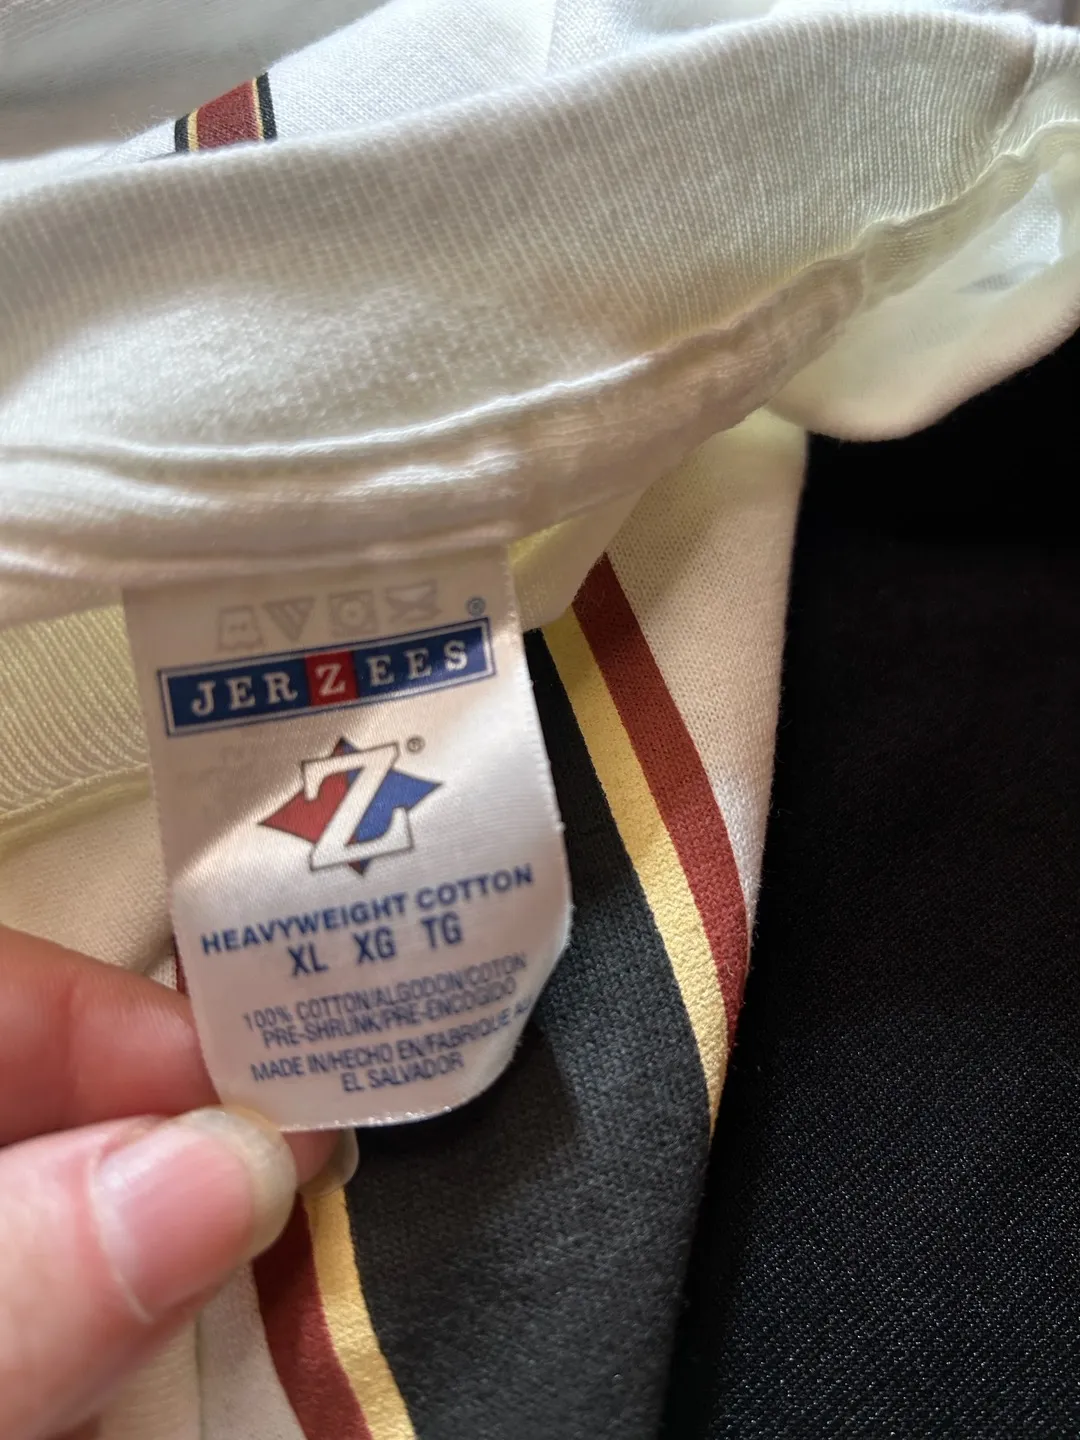 ®
JERZEES
Z®
HEAVYWEIGHT COTTON
XL XG TG
100% COTTON/ALGODON/COTON
PRE-SHRUNK/PRE-ENCOGIDO
MADE IN/HECHO EN/FABRIQUE
EL SALVADOR